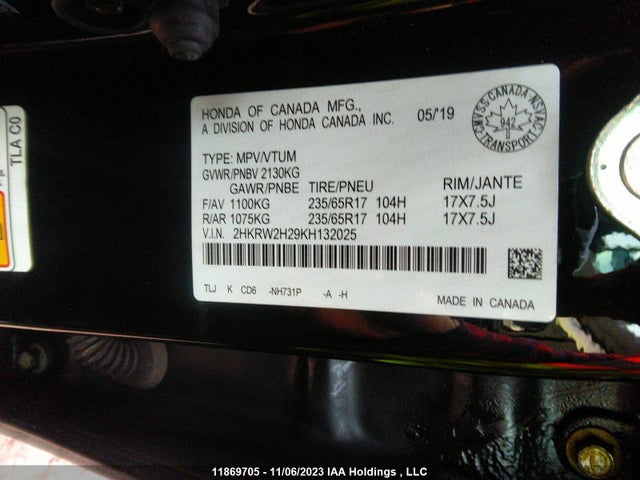 HONDA OF CANADA MFG.,
A DIVISION OF HONDA CANADA INC.
05/'19
CMVSS-CANADA-NSVAC
942
TRANSPORT
TYPE: MPV/VTUM
GVWR/PNBV 2130KG
GAWR/PNBE TIRE/PNEU RIM/JANTE
F/AV 1100KG 235/65R17 104H 17X7.5J
R/AR 1075KG 235/65R17 104H 17X7.5J
V.I.N. 2HKRW2H29KH132025
TLJ K CD6 -NH731P -A -H
MADE IN CANADA
TLA C0
11869705 - 11/06/2023 IAA Holdings , LLC